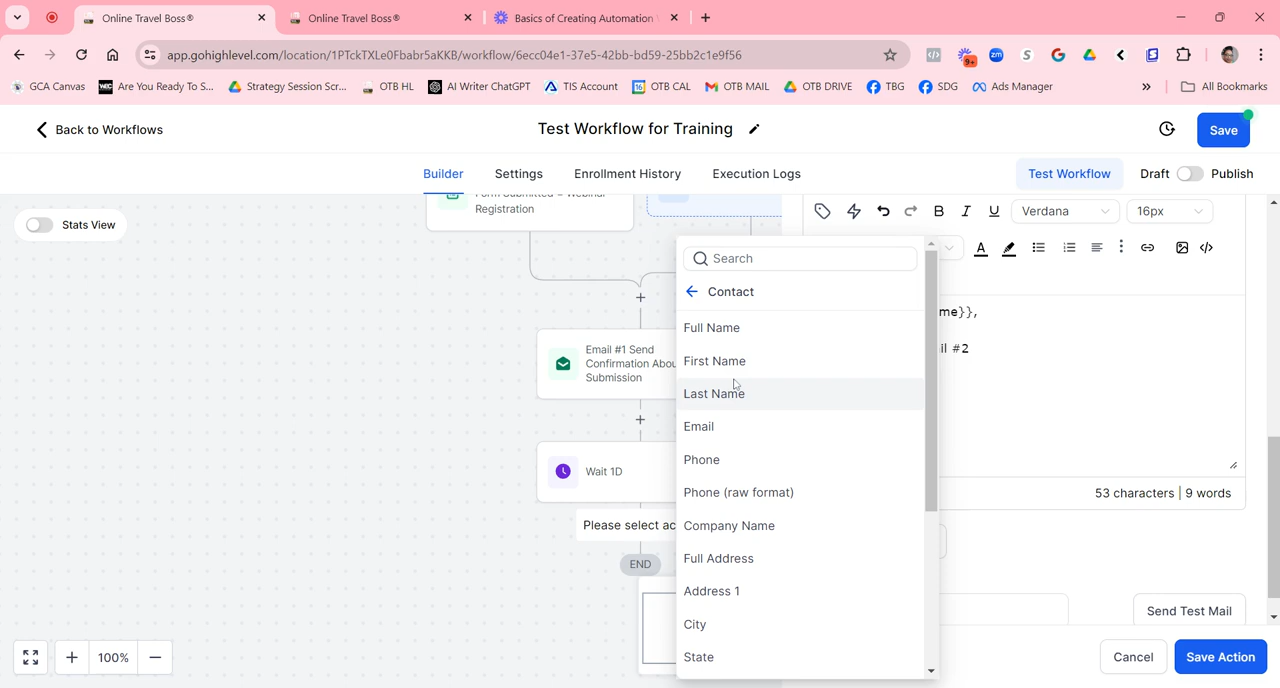 Online Travel Boss®
Online Travel Boss®
Basics of Creating Automation
app.gohighlevel.com/location/1PTckTXLe0Fbabr5aKKB/workflow/6ecc04e1-37e5-42bb-bd59-25bb2c1e9f56
9+
GCA Canvas
Are You Ready To S...
Strategy Session Scr...
OTB HL
AI Writer ChatGPT
TIS Account
OTB CAL
OTB MAIL
OTB DRIVE
TBG
SDG
Ads Manager
All Bookmarks
Back to Workflows
Test Workflow for Training
Save
Builder
Settings
Enrollment History
Execution Logs
Test Workflow
Draft
Publish
Stats View
Form Submitted - Webinar
Registration
Verdana
16px
Search
Contact
Full Name
First Name
Last Name
Email
Phone
Phone (raw format)
Company Name
Full Address
Address 1
City
State
me}},
il #2
Email #1 Send
Confirmation Abou
Submission
Wait 1D
Please select ac
END
53 characters | 9 words
Send Test Mail
100%
Cancel
Save Action